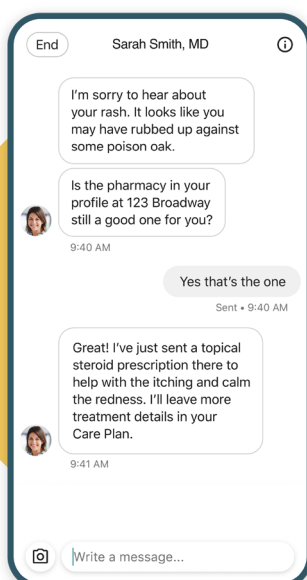 End
Sarah Smith, MD
I'm sorry to hear about
your rash. It looks like you
may have rubbed up against
some poison oak.
Is the pharmacy in your
profile at 123 Broadway
still a good one for you?
9:40 AM
Yes that's the one
Sent • 9:40 AM
Great! I've just sent a topical
steroid prescription there to
help with the itching and calm
the redness. I'll leave more
treatment details in your
Care Plan.
9:41 AM
Write a message...